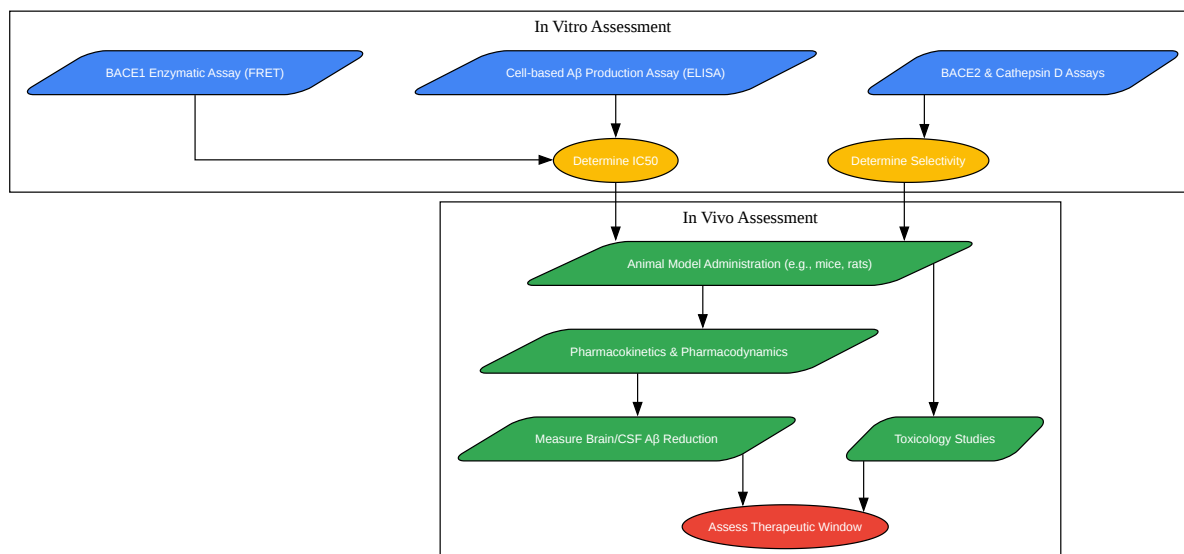 In Vitro Assessment
BACE1 Enzymatic Assay (FRET)
Cell-based Aβ Production Assay (ELISA)
BACE2 & Cathepsin D Assays
Determine IC50
Determine Selectivity
In Vivo Assessment
Animal Model Administration (e.g., mice, rats)
Pharmacokinetics & Pharmacodynamics
Measure Brain/CSF Aβ Reduction
Toxicology Studies
Assess Therapeutic Window